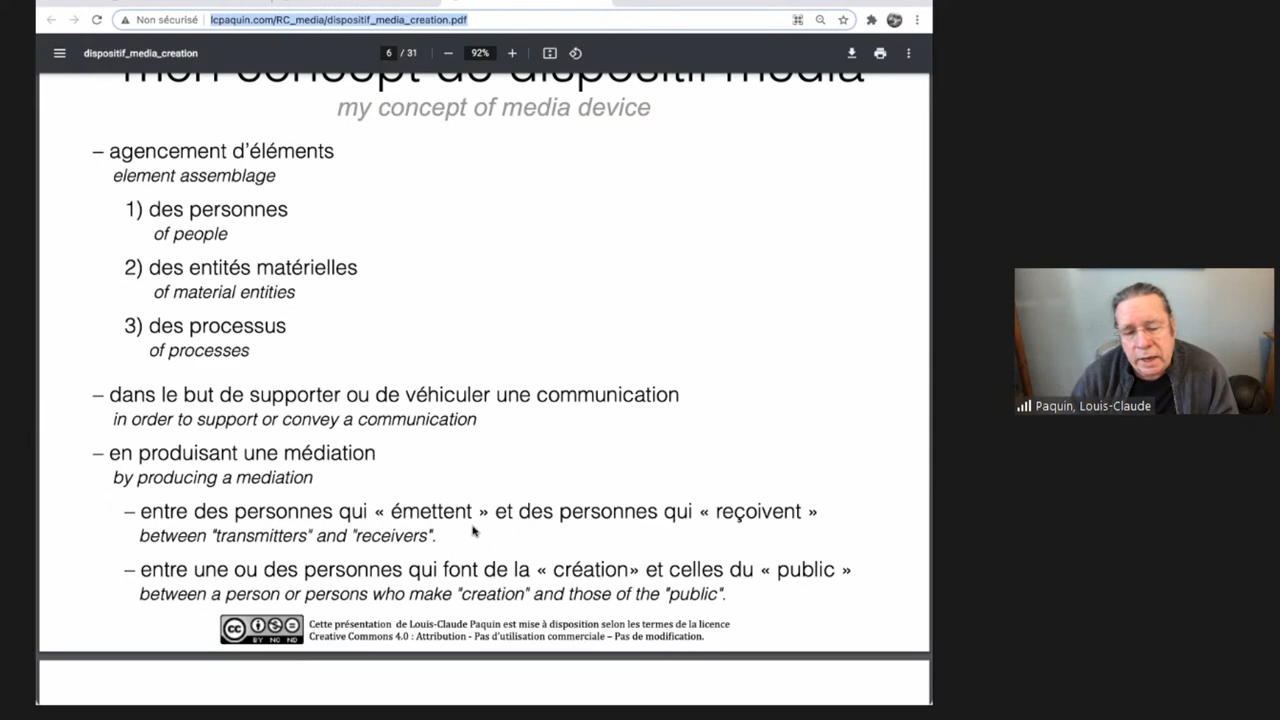 Non sécurisé
lcpaquin.com/RC_media/dispositif_media_creation.pdf
dispositif_media_creation
6 / 31
92%
mon concept de dispositif média
my concept of media device
– agencement d'éléments
element assemblage
1) des personnes
of people
2) des entités matérielles
of material entities
3) des processus
of processes
– dans le but de supporter ou de véhiculer une communication
in order to support or convey a communication
– en produisant une médiation
by producing a mediation
– entre des personnes qui « émettent » et des personnes qui « reçoivent »
between "transmitters" and "receivers".
– entre une ou des personnes qui font de la « création» et celles du « public »
between a person or persons who make "creation" and those of the "public".
cc BY NC ND
Cette présentation de Louis-Claude Paquin est mise à disposition selon les termes de la licence
Creative Commons 4.0 : Attribution - Pas d'utilisation commerciale – Pas de modification.
Paquin, Louis-Claude